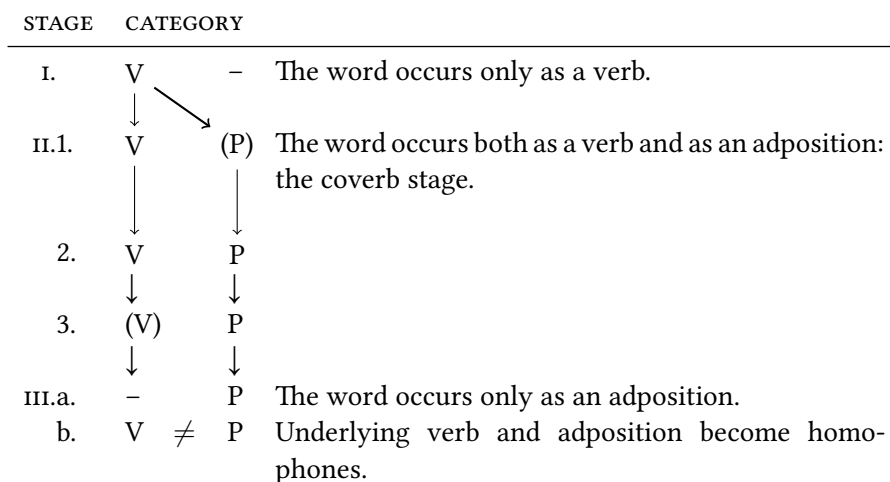 STAGE CATEGORY
I. V – The word occurs only as a verb.
II.1. V (P) The word occurs both as a verb and as an adposition:
the coverb stage.
2. V P
3. (V) P
III.a. – P The word occurs only as an adposition.
b. V ≠ P Underlying verb and adposition become homo-
phones.